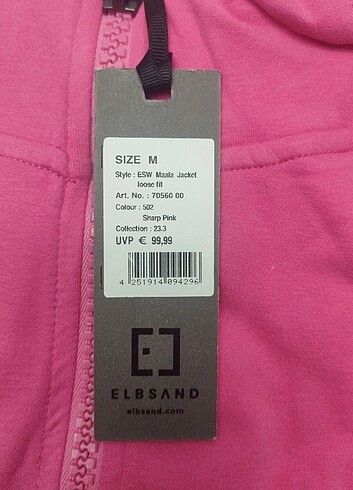 SIZE M
Style : ESW Maala Jacket
loose fit
Art. No. : 70560 00
Colour : 502
Sharp Pink
Collection : 23.3
UVP € 99,99
4 251914 894296
ELBSAND
elbsand.com